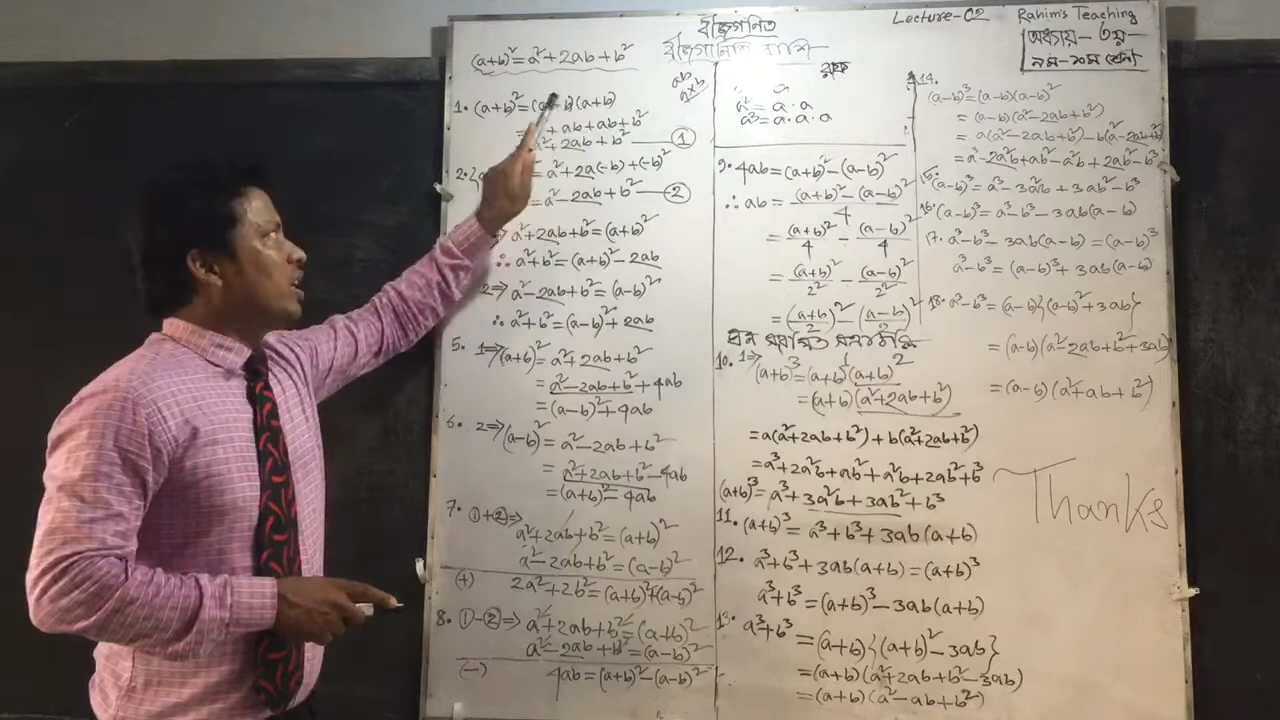 বীজগণিত
Lecture-02 Rahim's Teaching
বীজগাণিতিক রাশি
অধ্যায়- ৩য়
নবম-১০ম শ্রেণী
(a+b)²=a²+2ab+b²
ab
a×b
1. (a+b)²=(a+b)(a+b)
+ab+ab+b²
a²+2ab+b² ①
2. = a²+2a(-b)+(-b)²
= a²-2ab+b² ②
⇒ a²+2ab+b²=(a+b)²
∴ a²+b²=(a+b)²-2ab
2⇒ a²-2ab+b²=(a-b)²
∴ a²+b²=(a-b)²+2ab
5. 1⇒(a+b)²= a²+2ab+b²
= a²-2ab+b²+4ab
=(a-b)²+4ab
6. 2⇒(a-b)²= a²-2ab+b²
= a²+2ab+b²-4ab
=(a+b)²-4ab
7. ①+②⇒
a²+2ab+b²=(a+b)²
a²-2ab+b²=(a-b)²
(+) 2a²+2b²=(a+b)²+(a-b)²
8. ①-②⇒ a²+2ab+b²=(a+b)²
a²-2ab+b²=(a-b)²
(-) 4ab=(a+b)²-(a-b)²
a²= a·a
a³= a·a·a
9. 4ab=(a+b)²-(a-b)²
∴ ab= (a+b)²-(a-b)² / 4
= (a+b)²/4 - (a-b)²/4
= (a+b)²/2² - (a-b)²/2²
= ((a+b)/2)² - ((a-b)/2)²
10. 1⇒
(a+b)³=(a+b)¹(a+b)²
=(a+b)(a²+2ab+b²)
=a(a²+2ab+b²)+b(a²+2ab+b²)
=a³+2a²b+ab²+a²b+2ab²+b³
(a+b)³= a³+3a²b+3ab²+b³
11. (a+b)³= a³+b³+3ab(a+b)
12. a³+b³+3ab(a+b)=(a+b)³
a³+b³=(a+b)³-3ab(a+b)
13. a³+b³=(a+b){(a+b)²-3ab}
=(a+b)(a²+2ab+b²-3ab)
=(a+b)(a²-ab+b²)
14.
(a-b)³=(a-b)(a-b)²
=(a-b)(a²-2ab+b²)
= a(a²-2ab+b²)-b(a²-2ab+b²)
= a³-2a²b+ab²-a²b+2ab²-b³
15. (a-b)³= a³-3a²b+3ab²-b³
16. (a-b)³= a³-b³-3ab(a-b)
17. a³-b³-3ab(a-b)=(a-b)³
a³-b³=(a-b)³+3ab(a-b)
18. a³-b³=(a-b){(a-b)²+3ab}
=(a-b)(a²-2ab+b²+3ab)
=(a-b)(a²+ab+b²)
Thanks